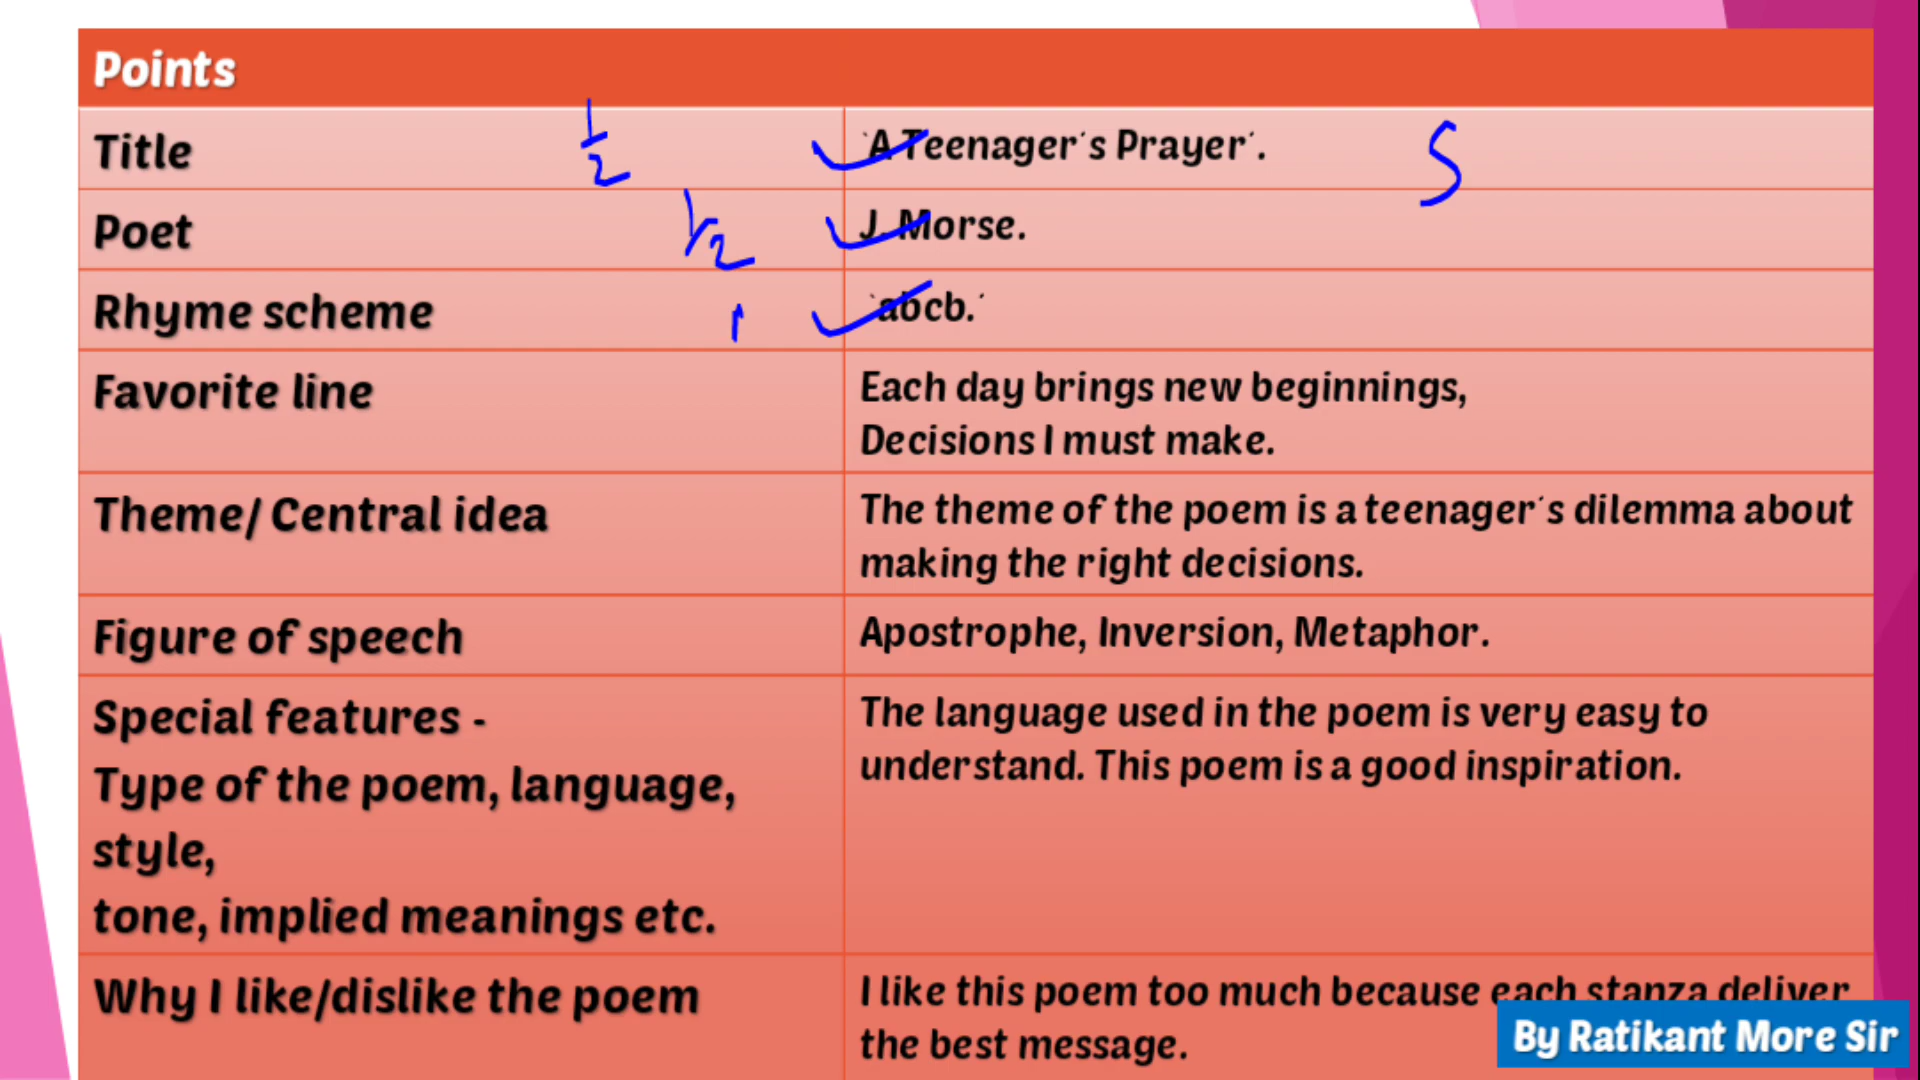 Points
Title
1/2
'A Teenager's Prayer'.
5
Poet
1/2
J. Morse.
Rhyme scheme
1
'abcb.'
Favorite line
Each day brings new beginnings,
Decisions I must make.
Theme/ Central idea
The theme of the poem is a teenager's dilemma about
making the right decisions.
Figure of speech
Apostrophe, Inversion, Metaphor.
Special features -
Type of the poem, language,
style,
tone, implied meanings etc.
The language used in the poem is very easy to
understand. This poem is a good inspiration.
Why I like/dislike the poem
I like this poem too much because each stanza deliver
the best message.
By Ratikant More Sir